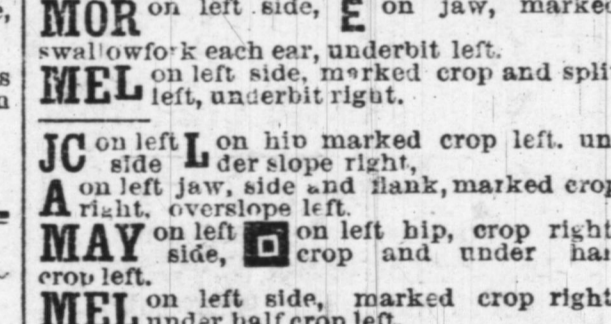 MOR on left side, E on jaw, marked
swallowfork each ear, underbit left.
MEL on left side, marked crop and split
left, underbit right.
JC on left side L on hip marked crop left. un
der slope right,
A on left jaw, side and flank, marked crop
right. overslope left.
MAY on left side, on left hip, crop right
crop and under half
crop left.
MEL on left side, marked crop right
under half crop left